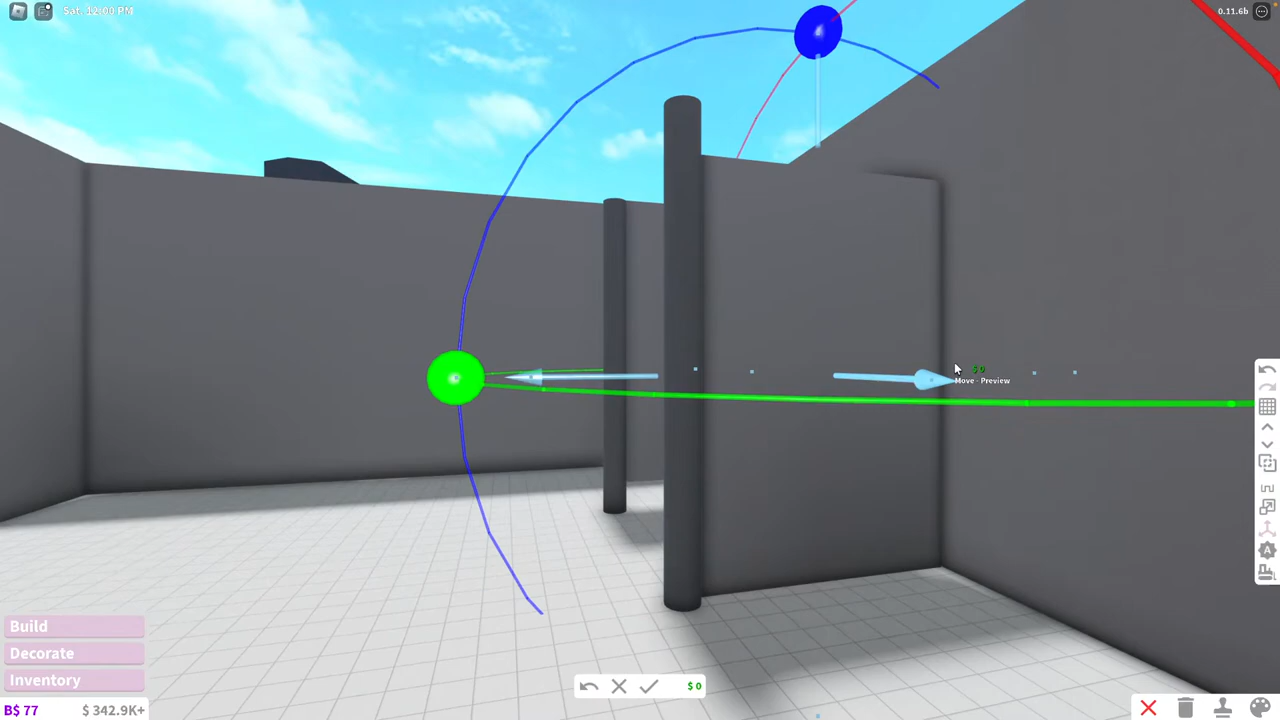 Sat. 12:00 PM
0.11.6b
$ 0
Move - Preview
A
Build
Decorate
Inventory
B$ 77
$ 342.9K+
$ 0